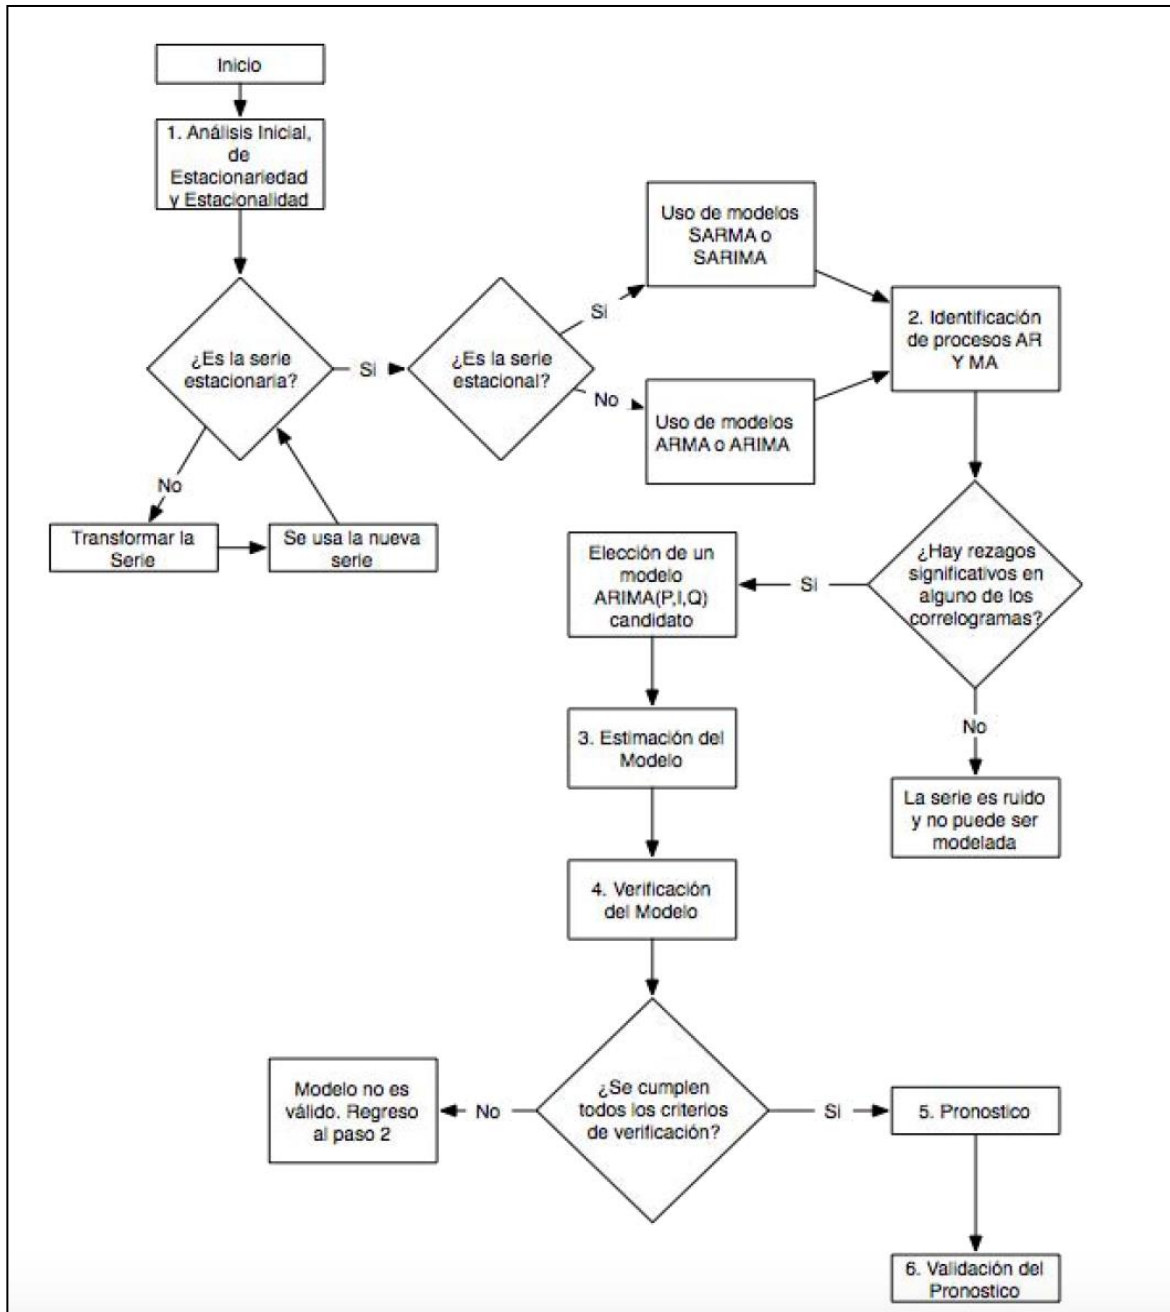 Inicio
1. Análisis Inicial,
de
Estacionariedad
y Estacionalidad
¿Es la serie
estacionaria?
Si
No
Transformar la
Serie
Se usa la nueva
serie
¿Es la serie
estacional?
Si
No
Uso de modelos
SARMA o
SARIMA
Uso de modelos
ARMA o ARIMA
2. Identificación
de procesos AR
Y MA
¿Hay rezagos
significativos en
alguno de los
correlogramas?
Si
No
La serie es ruido
y no puede ser
modelada
Elección de un
modelo
ARIMA(P,I,Q)
candidato
3. Estimación del
Modelo
4. Verificación
del Modelo
¿Se cumplen
todos los criterios
de verificación?
No
Modelo no es
válido. Regreso
al paso 2
Si
5. Pronostico
6. Validación del
Pronostico